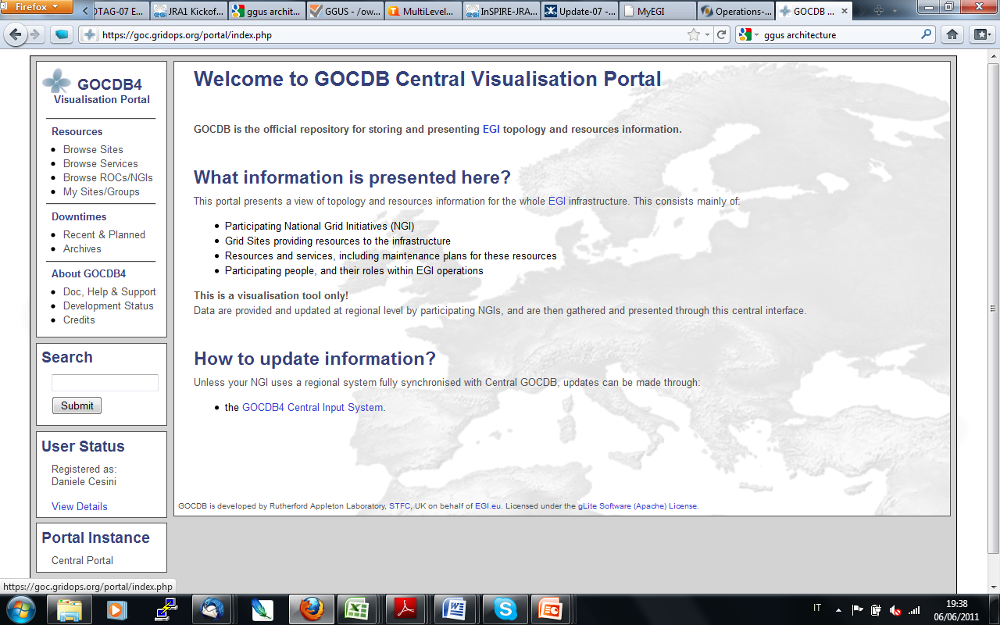 Firefox
OTAG-07 E...
JRA1 Kickof...
ggus archit...
GGUS - /ow...
MultiLevel...
InSPIRE-JRA...
Update-07 -...
MyEGI
Operations-...
GOCDB ...
https://goc.gridops.org/portal/index.php
ggus architecture
GOCDB4
Visualisation Portal
Resources
Browse Sites
Browse Services
Browse ROCs/NGIs
My Sites/Groups
Downtimes
Recent & Planned
Archives
About GOCDB4
Doc, Help & Support
Development Status
Credits
Search
Submit
User Status
Registered as:
Daniele Cesini
View Details
Portal Instance
Central Portal
Welcome to GOCDB Central Visualisation Portal
GOCDB is the official repository for storing and presenting EGI topology and resources information.
What information is presented here?
This portal presents a view of topology and resources information for the whole EGI infrastructure. This consists mainly of:
Participating National Grid Initiatives (NGI)
Grid Sites providing resources to the infrastructure
Resources and services, including maintenance plans for these resources
Participating people, and their roles within EGI operations
This is a visualisation tool only!
Data are provided and updated at regional level by participating NGIs, and are then gathered and presented through this central interface.
How to update information?
Unless your NGI uses a regional system fully synchronised with Central GOCDB, updates can be made through:
the GOCDB4 Central Input System.
GOCDB is developed by Rutherford Appleton Laboratory, STFC, UK on behalf of EGI.eu. Licensed under the gLite Software (Apache) License.
https://goc.gridops.org/portal/index.php
IT
19:38
06/06/2011